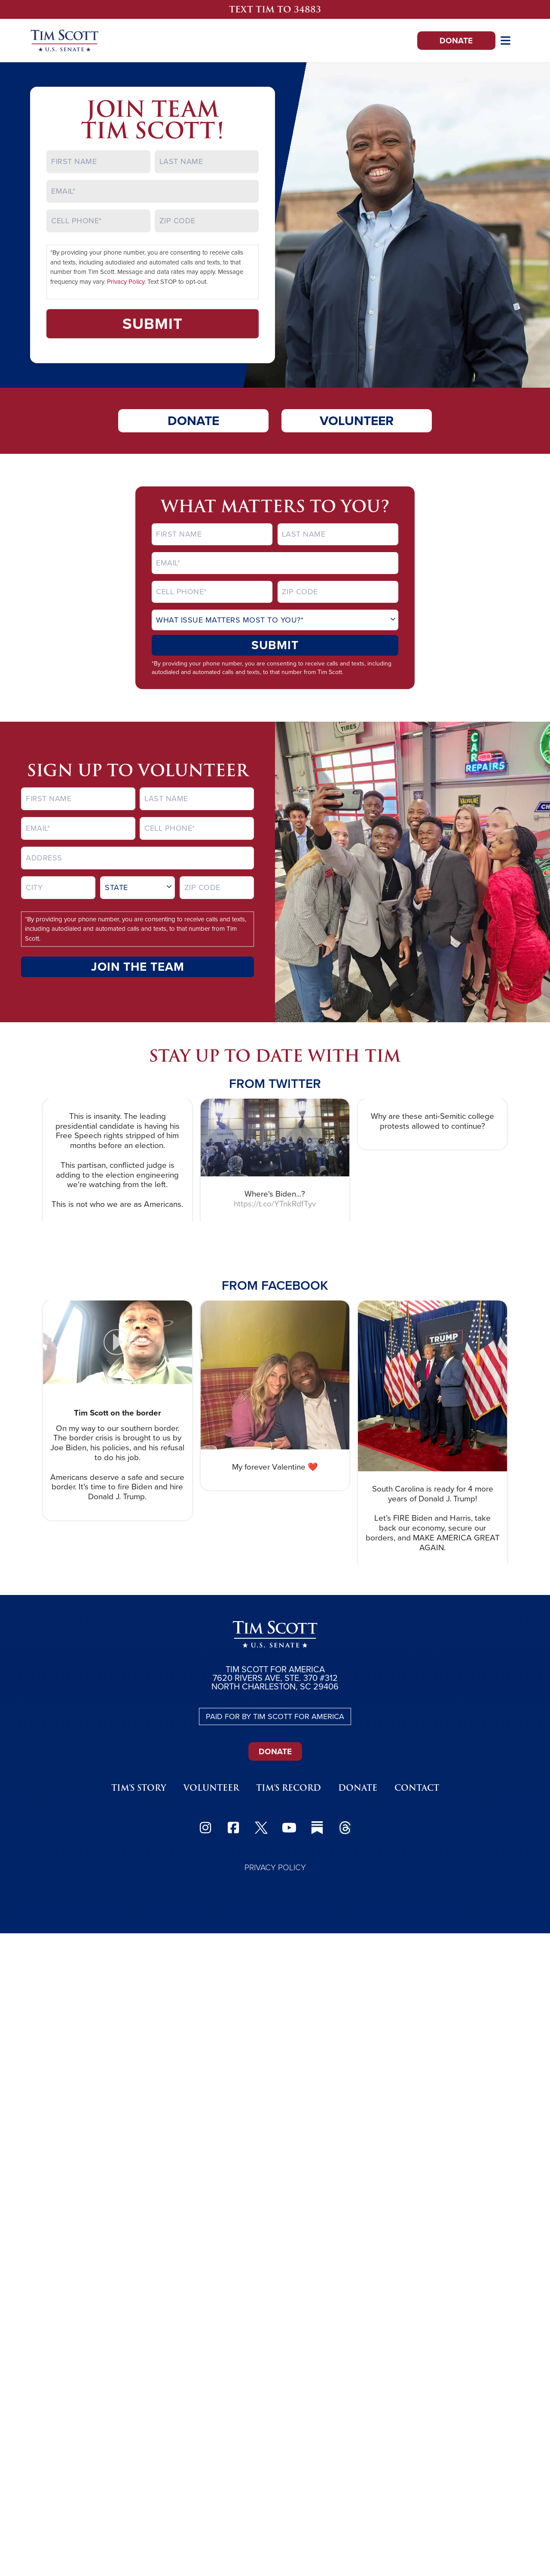 TEXT TIM TO 34883
TIM SCOTT
★ U.S. SENATE ★
DONATE
JOIN TEAM
TIM SCOTT!
FIRST NAME
LAST NAME
EMAIL*
CELL PHONE*
ZIP CODE
*By providing your phone number, you are consenting to receive calls
and texts, including autodialed and automated calls and texts, to that
number from Tim Scott. Message and data rates may apply. Message
frequency may vary. Privacy Policy. Text STOP to opt-out.
SUBMIT
DONATE
VOLUNTEER
WHAT MATTERS TO YOU?
FIRST NAME
LAST NAME
EMAIL*
CELL PHONE*
ZIP CODE
WHAT ISSUE MATTERS MOST TO YOU?*
SUBMIT
*By providing your phone number, you are consenting to receive calls and texts, including
autodialed and automated calls and texts, to that number from Tim Scott.
SIGN UP TO VOLUNTEER
FIRST NAME
LAST NAME
EMAIL*
CELL PHONE*
ADDRESS
CITY
STATE
ZIP CODE
*By providing your phone number, you are consenting to receive calls and texts,
including autodialed and automated calls and texts, to that number from Tim
Scott.
JOIN THE TEAM
TIRES
CAR
REPAIRS
VALVOLINE
STAY UP TO DATE WITH TIM
FROM TWITTER
This is insanity. The leading
presidential candidate is having his
Free Speech rights stripped of him
months before an election.
This partisan, conflicted judge is
adding to the election engineering
we're watching from the left.
This is not who we are as Americans.
Where's Biden...?
https://t.co/YTnkRdfTyv
Why are these anti-Semitic college
protests allowed to continue?
FROM FACEBOOK
Tim Scott on the border
On my way to our southern border.
The border crisis is brought to us by
Joe Biden, his policies, and his refusal
to do his job.
Americans deserve a safe and secure
border. It's time to fire Biden and hire
Donald J. Trump.
My forever Valentine ❤️
TRUMP
South Carolina is ready for 4 more
years of Donald J. Trump!
Let's FIRE Biden and Harris, take
back our economy, secure our
borders, and MAKE AMERICA GREAT
AGAIN.
TIM SCOTT
★ U.S. SENATE ★
TIM SCOTT FOR AMERICA
7620 RIVERS AVE, STE. 370 #312
NORTH CHARLESTON, SC 29406
PAID FOR BY TIM SCOTT FOR AMERICA
DONATE
TIM'S STORY
VOLUNTEER
TIM'S RECORD
DONATE
CONTACT
PRIVACY POLICY